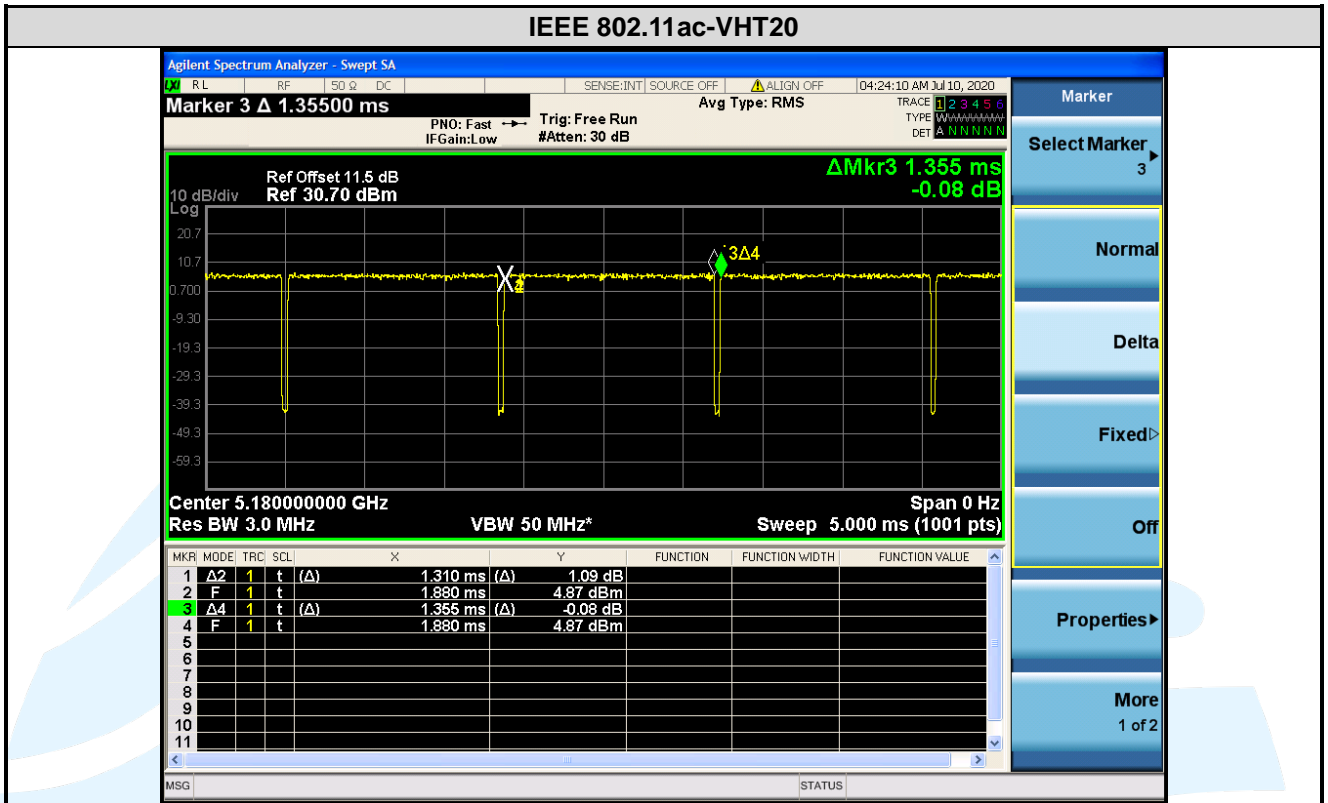 IEEE 802.11ac-VHT20
Agilent Spectrum Analyzer - Swept SA
LXI RL RF 50 Ω DC SENSE:INT SOURCE OFF ALIGN OFF 04:24:10 AM Jul 10, 2020
Marker 3 Δ 1.35500 ms
PNO: Fast
IFGain:Low
Trig: Free Run
#Atten: 30 dB
Avg Type: RMS
TRACE 1 2 3 4 5 6
TYPE WWWWWW
DET A N N N N N
ΔMkr3 1.355 ms
-0.08 dB
Ref Offset 11.5 dB
Ref 30.70 dBm
10 dB/div
Log
20.7
10.7
0.700
-9.30
-19.3
-29.3
-39.3
-49.3
-59.3
X
3Δ4
Center 5.180000000 GHz
Span 0 Hz
Res BW 3.0 MHz
VBW 50 MHz*
Sweep 5.000 ms (1001 pts)
MKR MODE TRC SCL X Y FUNCTION FUNCTION WIDTH FUNCTION VALUE
1 Δ2 1 t (Δ) 1.310 ms (Δ) 1.09 dB
2 F 1 t 1.880 ms 4.87 dBm
3 Δ4 1 t (Δ) 1.355 ms (Δ) -0.08 dB
4 F 1 t 1.880 ms 4.87 dBm
5
6
7
8
9
10
11
MSG
STATUS
Marker
Select Marker
3
Normal
Delta
Fixed
Off
Properties
More
1 of 2